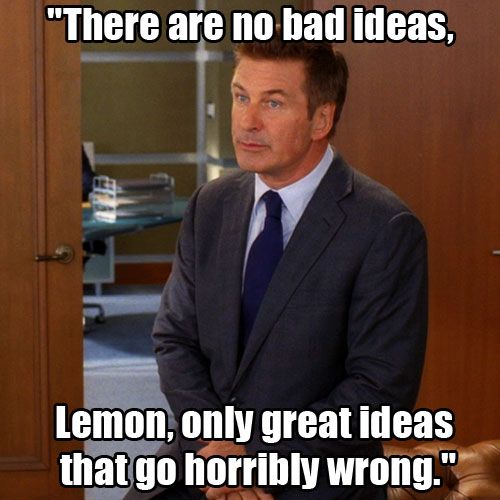 "There are no bad ideas,
Lemon, only great ideas
that go horribly wrong."